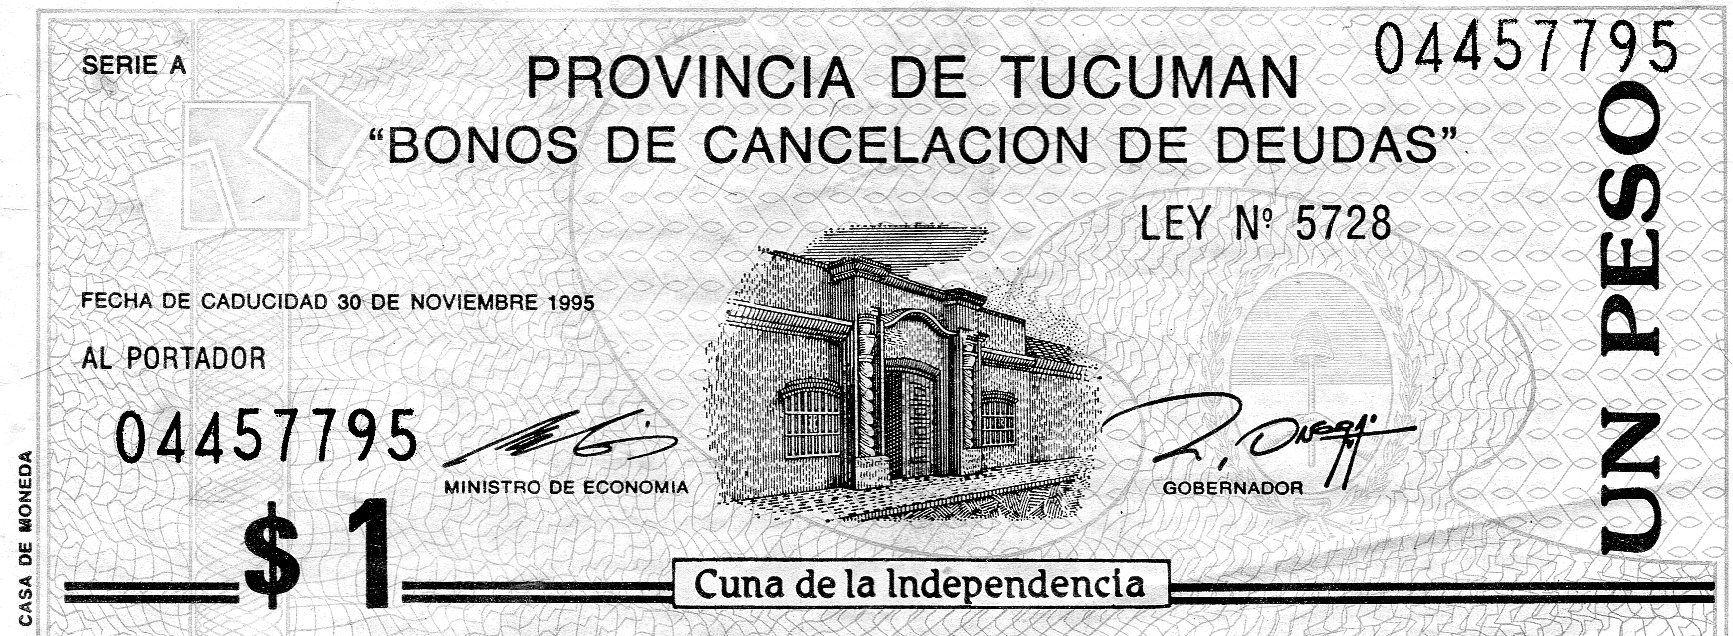 SERIE A
04457795
PROVINCIA DE TUCUMAN
“BONOS DE CANCELACION DE DEUDAS”
LEY Nº 5728
UN PESO
FECHA DE CADUCIDAD 30 DE NOVIEMBRE 1995
AL PORTADOR
04457795
MINISTRO DE ECONOMIA
GOBERNADOR
$ 1
Cuna de la Independencia
CASA DE MONEDA